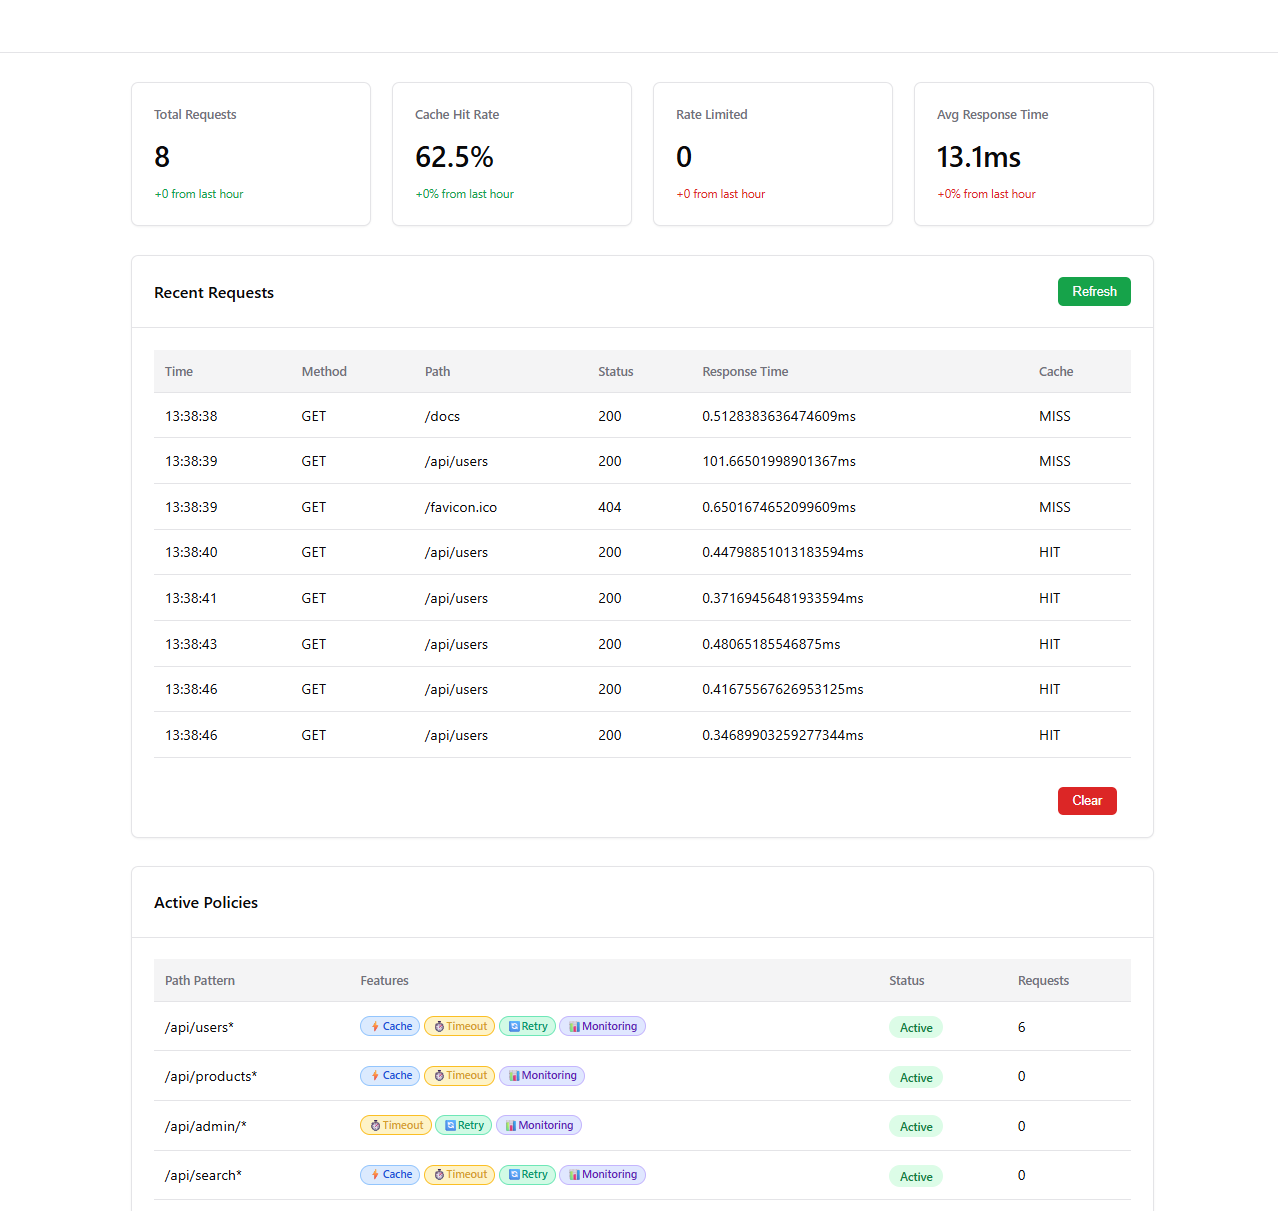 Total Requests
8
+0 from last hour
Cache Hit Rate
62.5%
+0% from last hour
Rate Limited
0
+0 from last hour
Avg Response Time
13.1ms
+0% from last hour
Recent Requests
Refresh
Time Method Path Status Response Time Cache
13:38:38 GET /docs 200 0.5128383636474609ms MISS
13:38:39 GET /api/users 200 101.66501998901367ms MISS
13:38:39 GET /favicon.ico 404 0.6501674652099609ms MISS
13:38:40 GET /api/users 200 0.44798851013183594ms HIT
13:38:41 GET /api/users 200 0.37169456481933594ms HIT
13:38:43 GET /api/users 200 0.48065185546875ms HIT
13:38:46 GET /api/users 200 0.41675567626953125ms HIT
13:38:46 GET /api/users 200 0.34689903259277344ms HIT
Clear
Active Policies
Path Pattern Features Status Requests
/api/users* Cache Timeout Retry Monitoring Active 6
/api/products* Cache Timeout Monitoring Active 0
/api/admin/* Timeout Retry Monitoring Active 0
/api/search* Cache Timeout Retry Monitoring Active 0